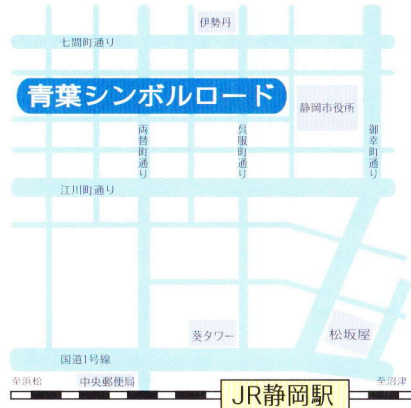 伊勢丹
七間町通り
青葉シンボルロード
静岡市役所
両替町通り
呉服町通り
御幸町通り
江川町通り
葵タワー
松坂屋
国道1号線
至浜松
中央郵便局
至沼津
JR静岡駅